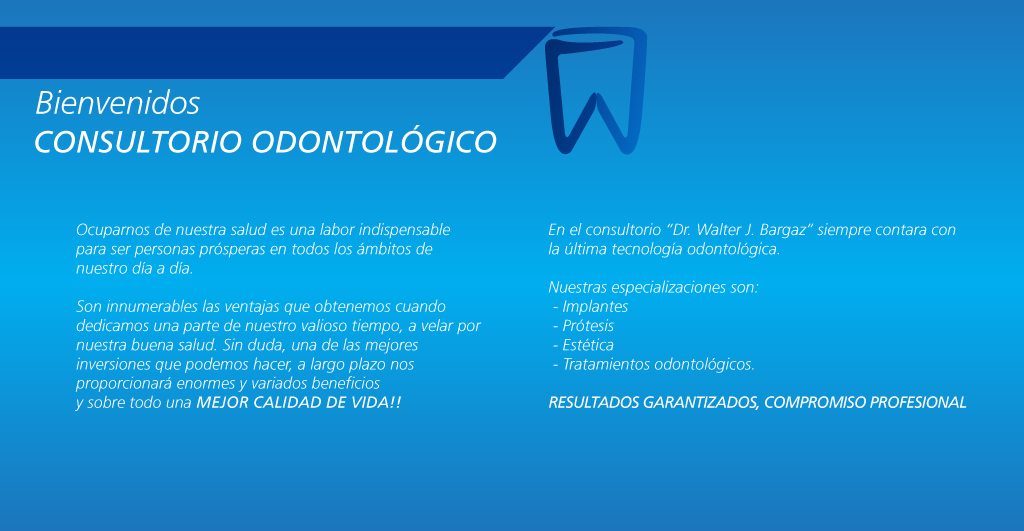 Bienvenidos
CONSULTORIO ODONTOLÓGICO
Ocuparnos de nuestra salud es una labor indispensable
para ser personas prósperas en todos los ámbitos de
nuestro día a día.
Son innumerables las ventajas que obtenemos cuando
dedicamos una parte de nuestro valioso tiempo, a velar por
nuestra buena salud. Sin duda, una de las mejores
inversiones que podemos hacer, a largo plazo nos
proporcionará enormes y variados beneficios
y sobre todo una MEJOR CALIDAD DE VIDA!!
En el consultorio “Dr. Walter J. Bargaz” siempre contara con
la última tecnologia odontológica.
Nuestras especializaciones son:
- Implantes
- Prótesis
- Estética
- Tratamientos odontológicos.
RESULTADOS GARANTIZADOS, COMPROMISO PROFESIONAL